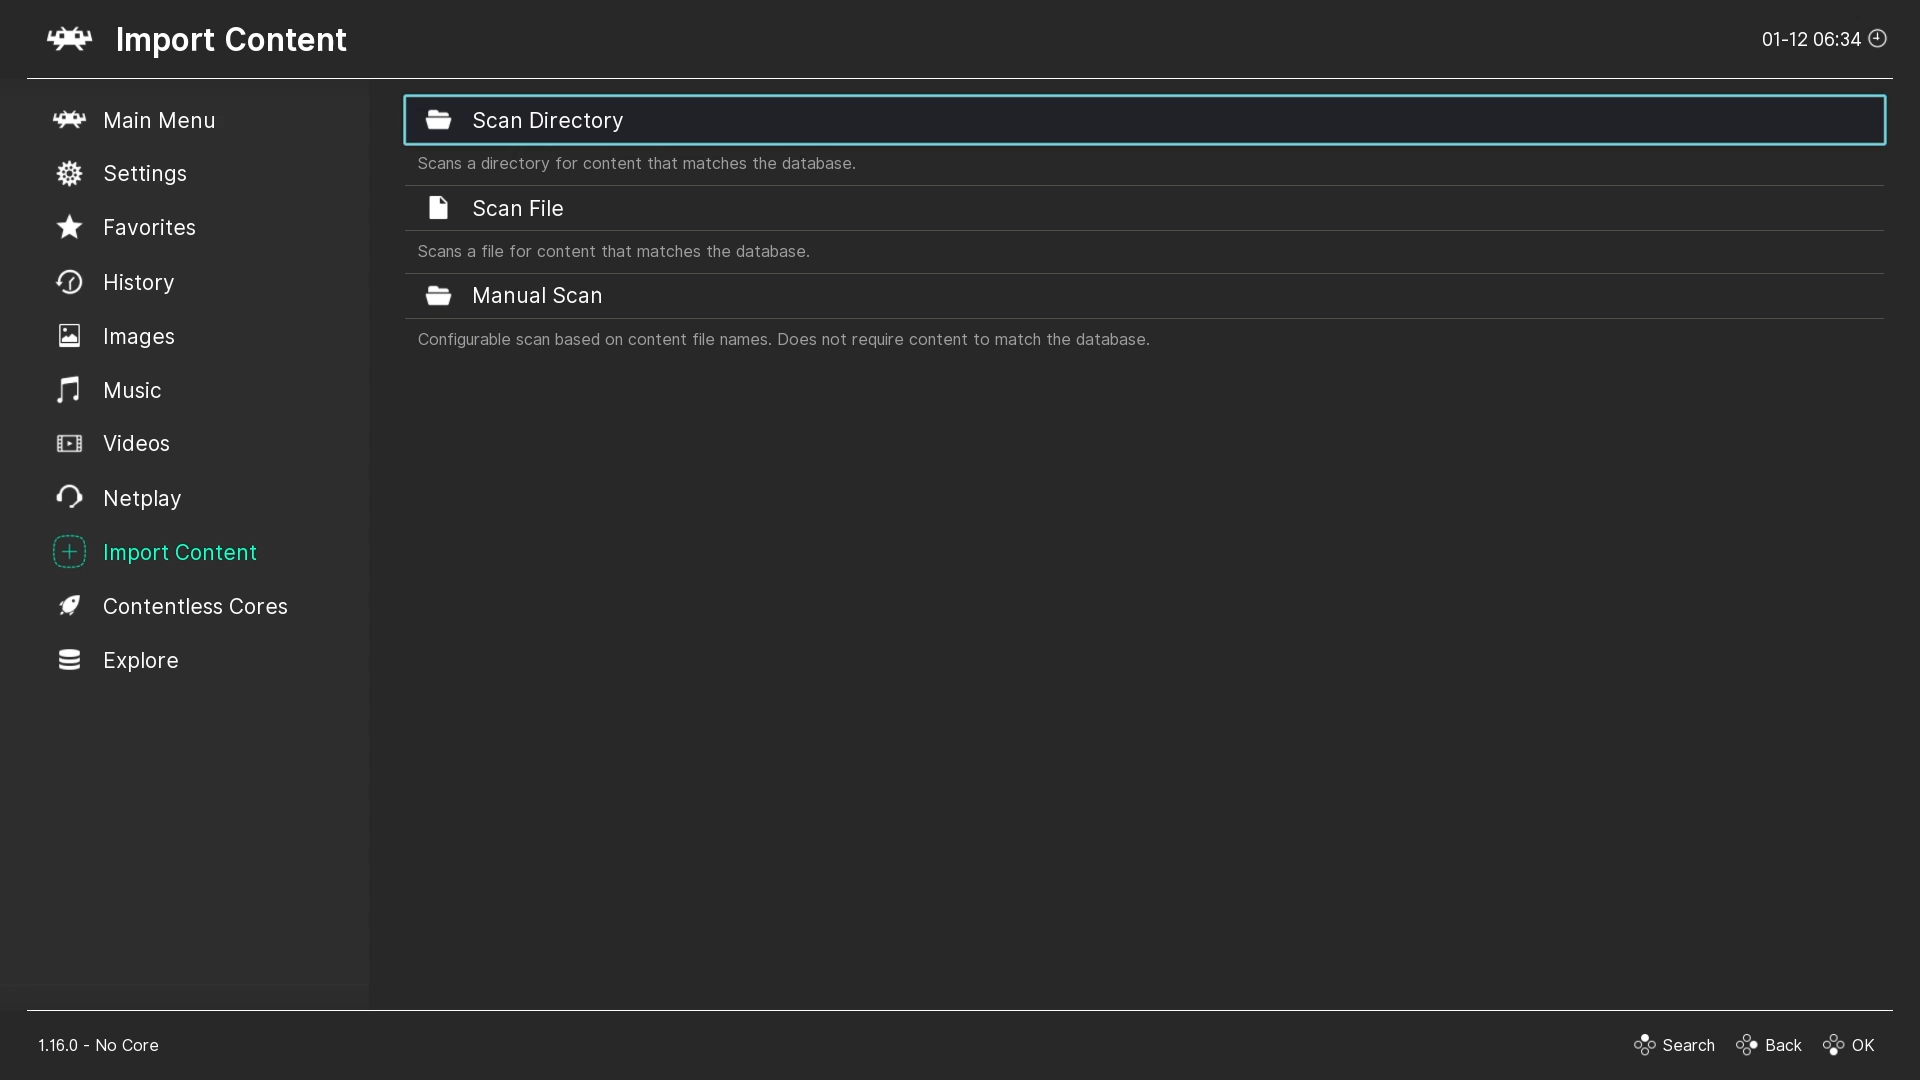 Import Content
01-12 06:34
Main Menu
Settings
Favorites
History
Images
Music
Videos
Netplay
Import Content
Contentless Cores
Explore
Scan Directory
Scans a directory for content that matches the database.
Scan File
Scans a file for content that matches the database.
Manual Scan
Configurable scan based on content file names. Does not require content to match the database.
1.16.0 - No Core
Search Back OK